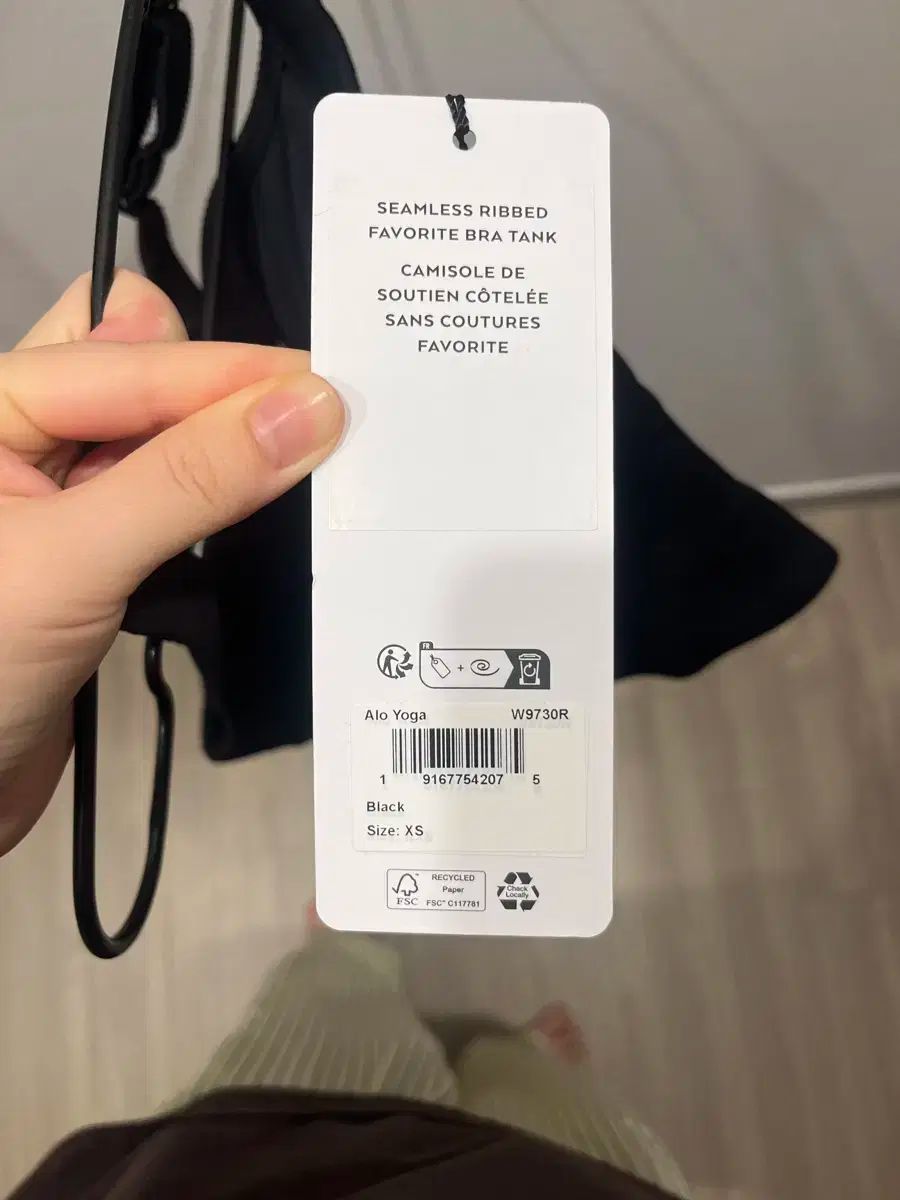 SEAMLESS RIBBED
FAVORITE BRA TANK
CAMISOLE DE
SOUTIEN CÔTELÉE
SANS COUTURES
FAVORITE
FR
+
Alo Yoga W9730R
1 9167754207 5
Black
Size: XS
FSC
RECYCLED
Paper
FSC™ C117781
Check
Locally